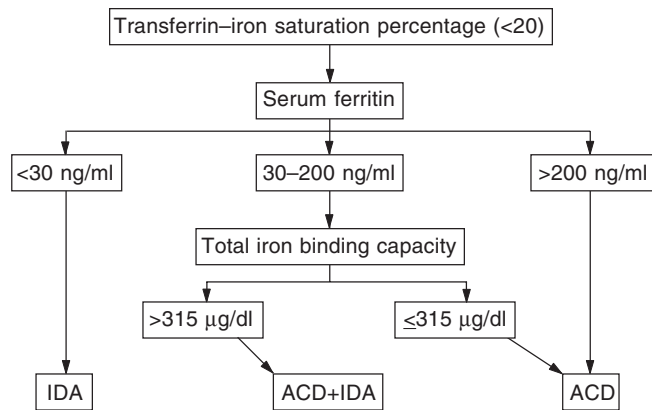 Transferrin–iron saturation percentage (<20)
Serum ferritin
<30 ng/ml
30–200 ng/ml
>200 ng/ml
Total iron binding capacity
>315 μg/dl
≤315 μg/dl
IDA
ACD+IDA
ACD